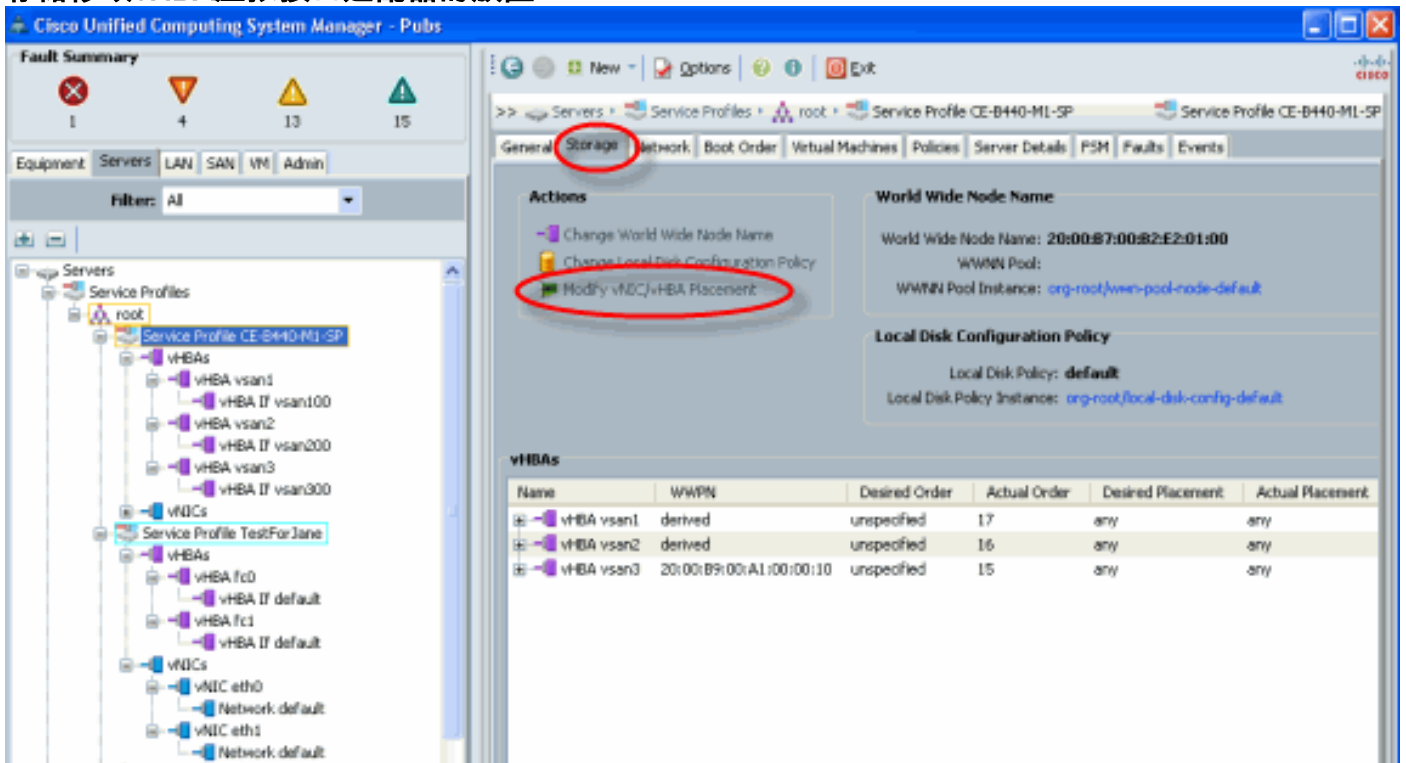 Cisco Unified Computing System Manager - Pubs
Fault Summary
1 4 13 15
Equipment Servers LAN SAN VM Admin
Filter: All
Servers
Service Profiles
root
Service Profile CE-B440-M1-SP
vHBAs
vHBA vsan1
vHBA If vsan100
vHBA vsan2
vHBA If vsan200
vHBA vsan3
vHBA If vsan300
vNICs
Service Profile TestForJane
vHBAs
vHBA fc0
vHBA If default
vHBA fc1
vHBA If default
vNICs
vNIC eth0
Network default
vNIC eth1
Network default
New Options Exit
CISCO
>> Servers Service Profiles root Service Profile CE-B440-M1-SP Service Profile CE-B440-M1-SP
General Storage Network Boot Order Virtual Machines Policies Server Details FSM Faults Events
Actions
Change World Wide Node Name
Change Local Disk Configuration Policy
Modify vNIC/vHBA Placement
World Wide Node Name
World Wide Node Name: 20:00:B7:00:B2:E2:01:00
WWNN Pool:
WWNN Pool Instance: org-root/wwn-pool-node-default
Local Disk Configuration Policy
Local Disk Policy: default
Local Disk Policy Instance: org-root/local-disk-config-default
vHBAs
Name WWPN Desired Order Actual Order Desired Placement Actual Placement
vHBA vsan1 derived unspecified 17 any any
vHBA vsan2 derived unspecified 16 any any
vHBA vsan3 20:00:B9:00:A1:00:00:10 unspecified 15 any any